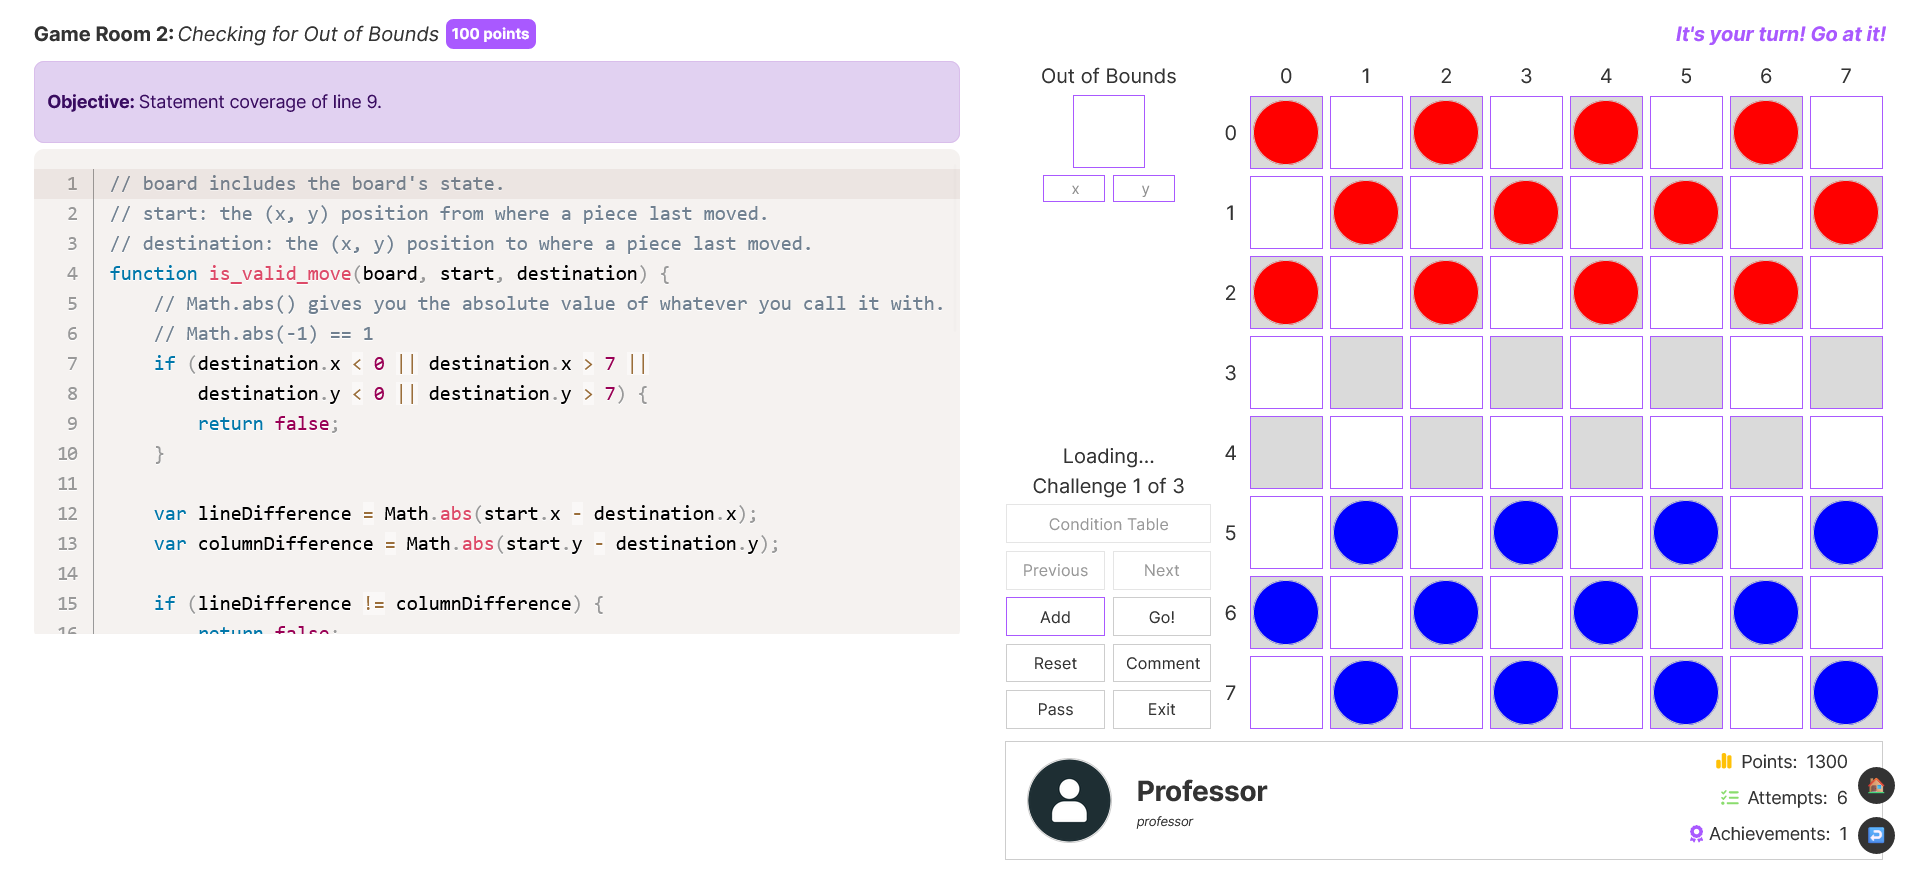 Game Room 2: Checking for Out of Bounds 100 points
Objective: Statement coverage of line 9.
1 // board includes the board's state.
2 // start: the (x, y) position from where a piece last moved.
3 // destination: the (x, y) position to where a piece last moved.
4 function is_valid_move(board, start, destination) {
5 // Math.abs() gives you the absolute value of whatever you call it with.
6 // Math.abs(-1) == 1
7 if (destination.x < 0 || destination.x > 7 ||
8 destination.y < 0 || destination.y > 7) {
9 return false;
10 }
11
12 var lineDifference = Math.abs(start.x - destination.x);
13 var columnDifference = Math.abs(start.y - destination.y);
14
15 if (lineDifference != columnDifference) {
16 return false;
It's your turn! Go at it!
Out of Bounds
x y
0 1 2 3 4 5 6 7
0
1
2
3
4
5
6
7
Loading...
Challenge 1 of 3
Condition Table
Previous Next
Add Go!
Reset Comment
Pass Exit
Professor
professor
Points: 1300
Attempts: 6
Achievements: 1